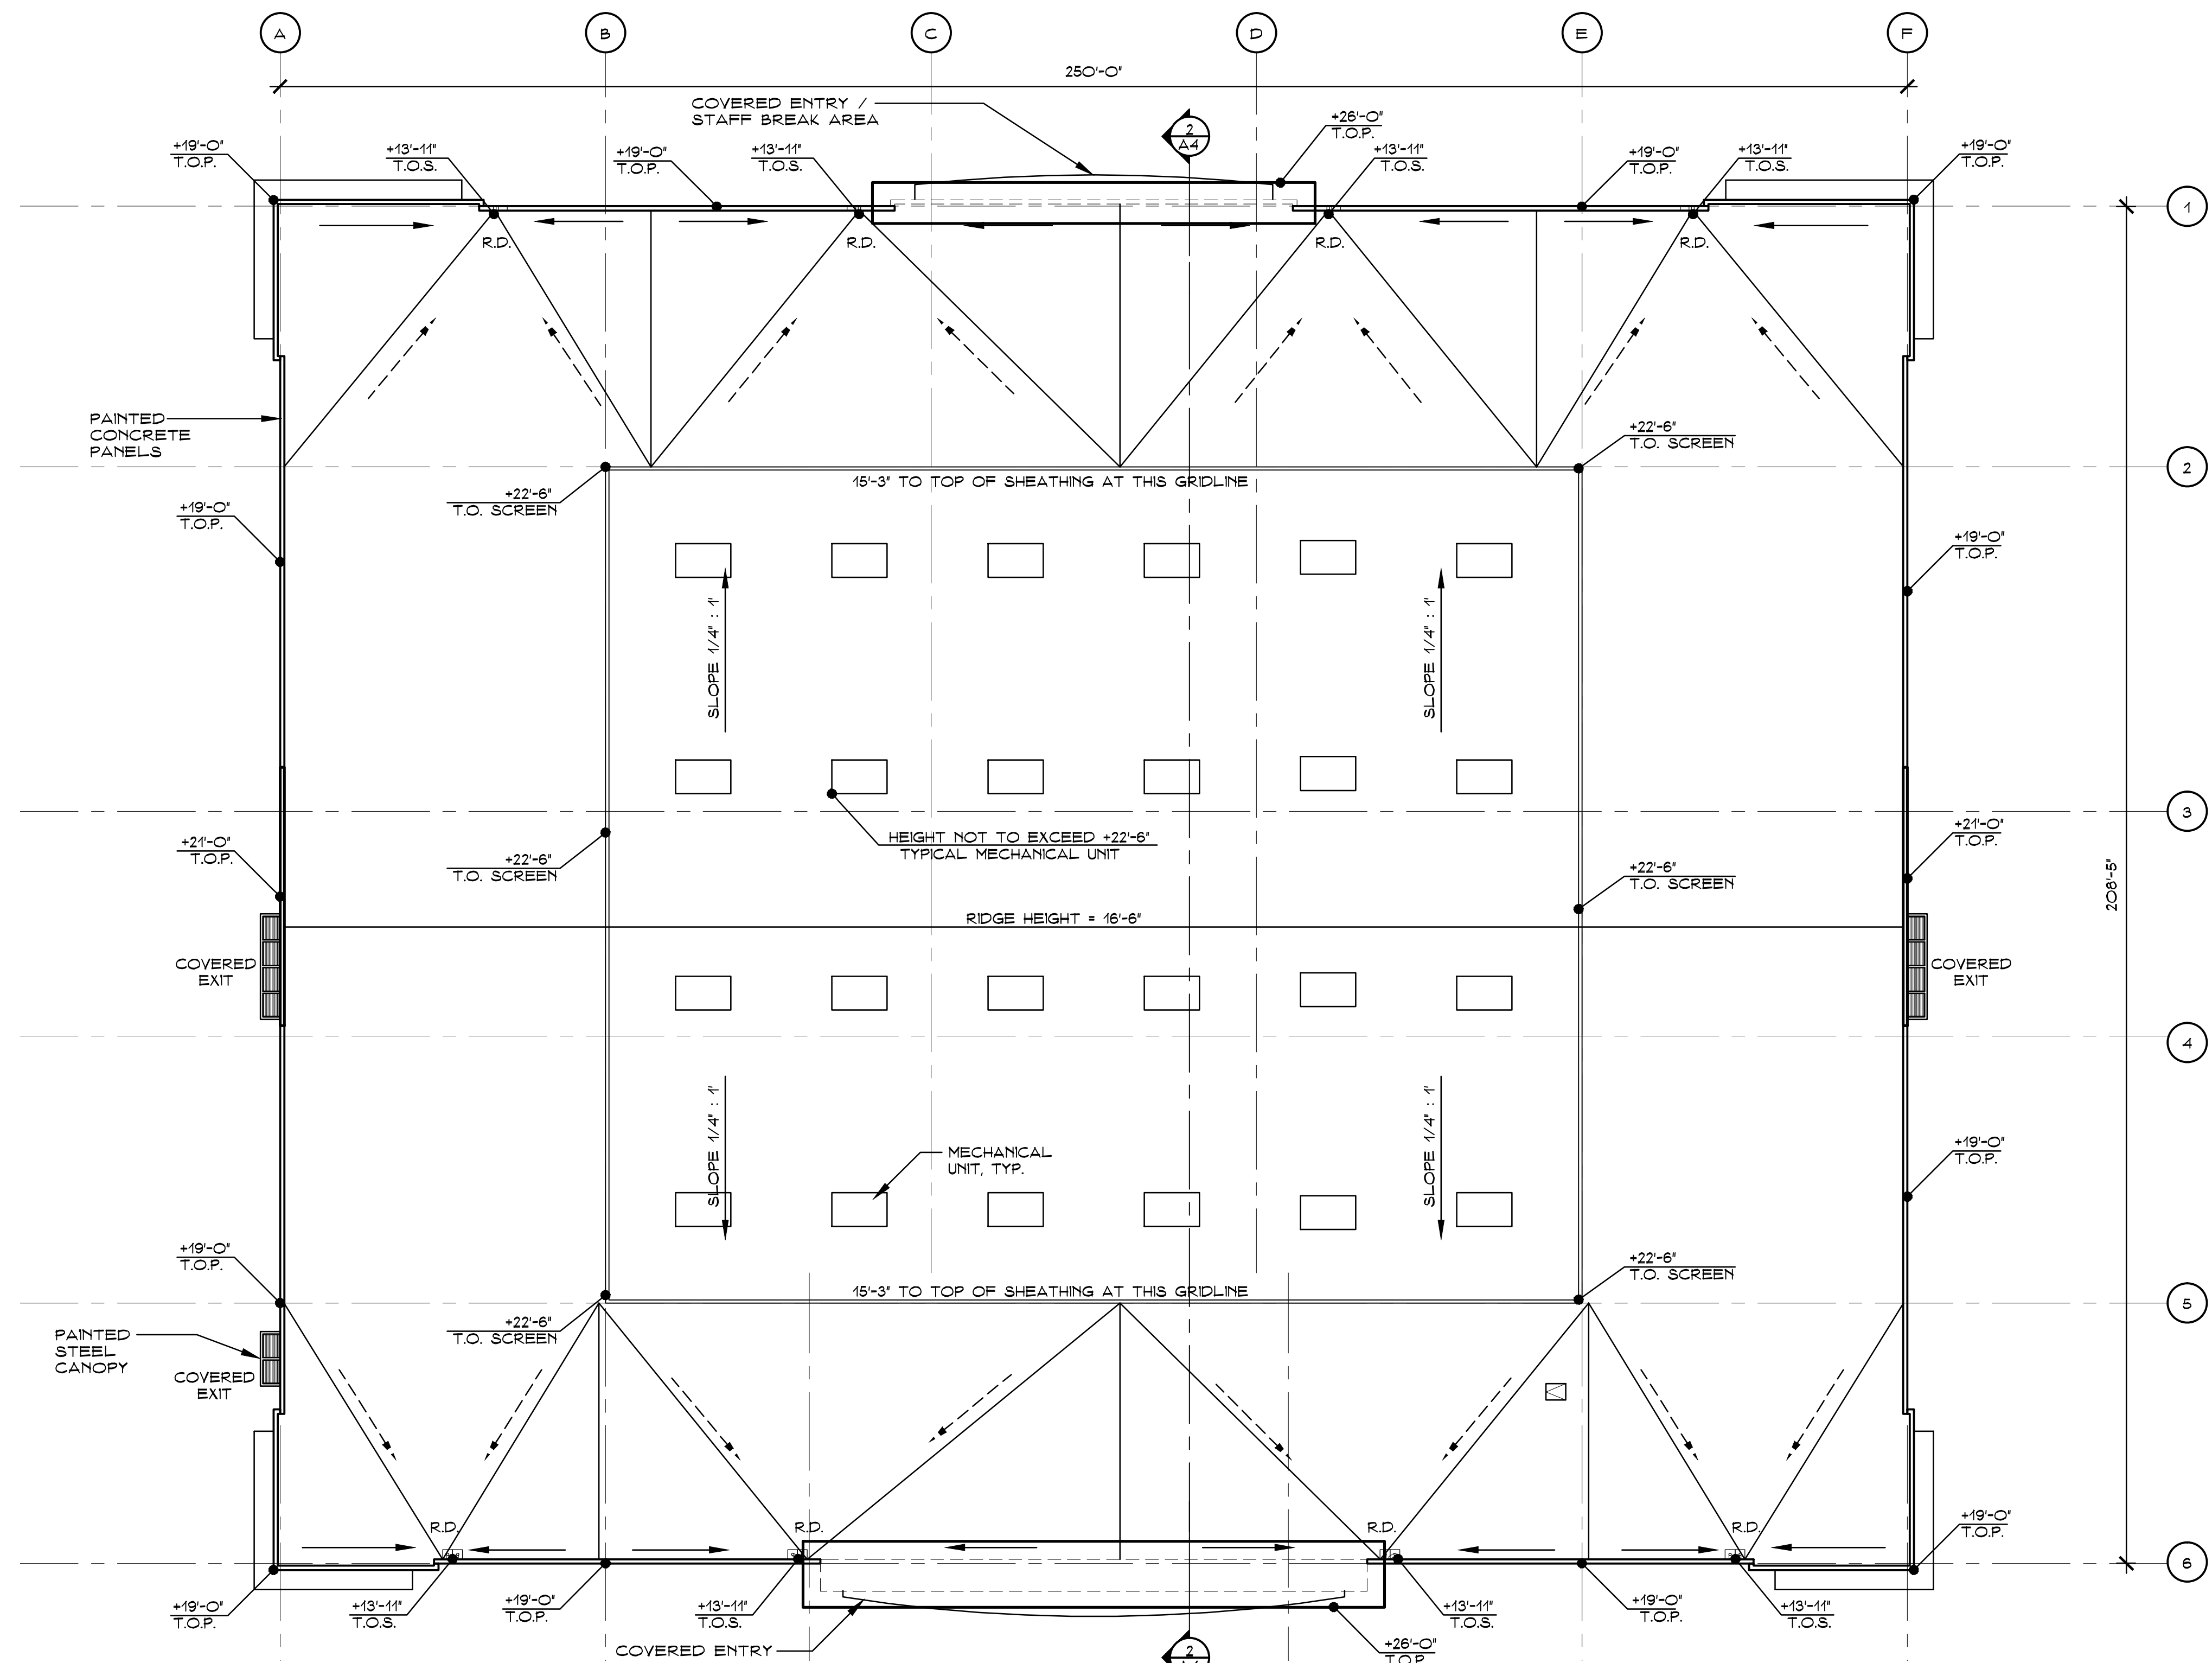 A
B
C
D
E
F
250'-0"
COVERED ENTRY /
STAFF BREAK AREA
2
A4
+26'-0"
T.O.P.
+19'-0"
T.O.P.
+13'-11"
T.O.S.
+19'-0"
T.O.P.
+13'-11"
T.O.S.
+13'-11"
T.O.S.
+19'-0"
T.O.P.
+13'-11"
T.O.S.
+19'-0"
T.O.P.
1
R.D.
R.D.
R.D.
R.D.
PAINTED
CONCRETE
PANELS
+22'-6"
T.O. SCREEN
2
15'-3" TO TOP OF SHEATHING AT THIS GRIDLINE
+22'-6"
T.O. SCREEN
+19'-0"
T.O.P.
+19'-0"
T.O.P.
SLOPE 1/4" : 1'
SLOPE 1/4" : 1'
3
HEIGHT NOT TO EXCEED +22'-6"
TYPICAL MECHANICAL UNIT
+21'-0"
T.O.P.
+22'-6"
T.O. SCREEN
+22'-6"
T.O. SCREEN
+21'-0"
T.O.P.
208'-5"
RIDGE HEIGHT = 16'-6"
COVERED
EXIT
COVERED
EXIT
4
SLOPE 1/4" : 1'
SLOPE 1/4" : 1'
MECHANICAL
UNIT, TYP.
+19'-0"
T.O.P.
+19'-0"
T.O.P.
+22'-6"
T.O. SCREEN
15'-3" TO TOP OF SHEATHING AT THIS GRIDLINE
5
+22'-6"
T.O. SCREEN
PAINTED
STEEL
CANOPY
COVERED
EXIT
R.D.
R.D.
R.D.
R.D.
+19'-0"
T.O.P.
6
+19'-0"
T.O.P.
+13'-11"
T.O.S.
+19'-0"
T.O.P.
+13'-11"
T.O.S.
+13'-11"
T.O.S.
+19'-0"
T.O.P.
+13'-11"
T.O.S.
COVERED ENTRY
2
+26'-0"
T.O.P.